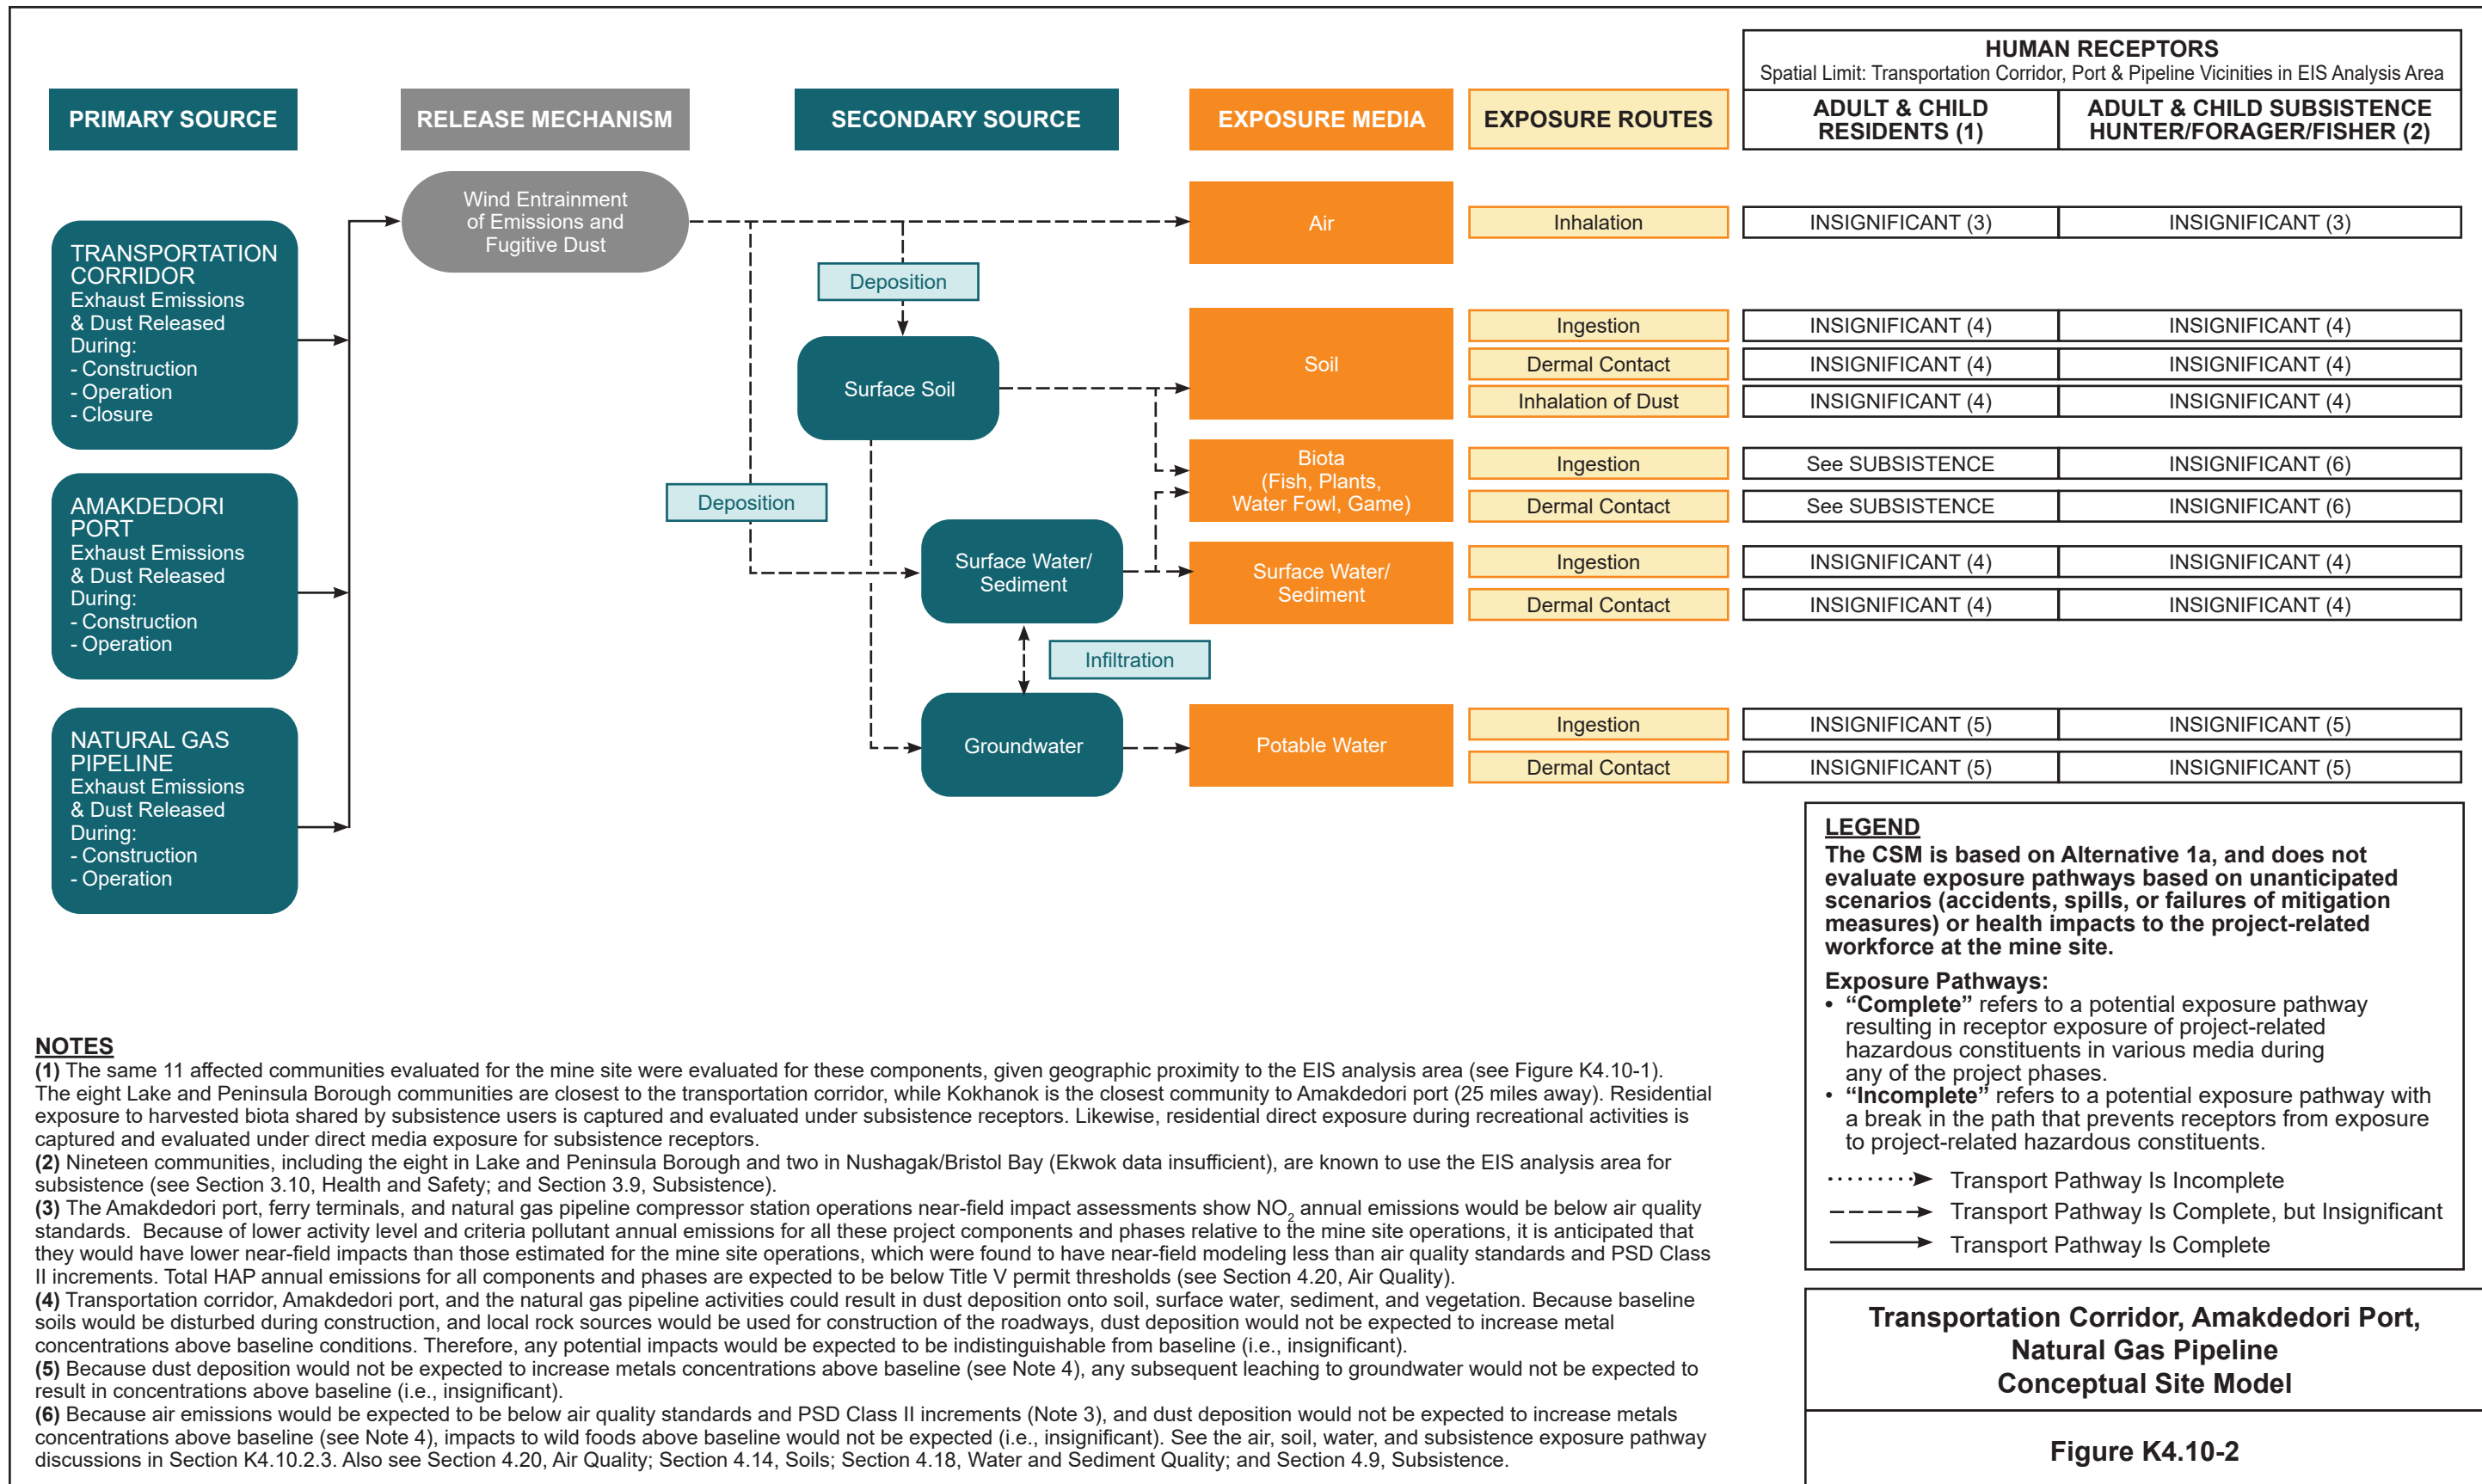 HUMAN RECEPTORS
Spatial Limit: Transportation Corridor, Port & Pipeline Vicinities in EIS Analysis Area
PRIMARY SOURCE
RELEASE MECHANISM
SECONDARY SOURCE
EXPOSURE MEDIA
EXPOSURE ROUTES
ADULT & CHILD
RESIDENTS (1)
ADULT & CHILD SUBSISTENCE
HUNTER/FORAGER/FISHER (2)
TRANSPORTATION
CORRIDOR
Exhaust Emissions
& Dust Released
During:
- Construction
- Operation
- Closure
AMAKDEDORI
PORT
Exhaust Emissions
& Dust Released
During:
- Construction
- Operation
NATURAL GAS
PIPELINE
Exhaust Emissions
& Dust Released
During:
- Construction
- Operation
Wind Entrainment
of Emissions and
Fugitive Dust
Deposition
Deposition
Surface Soil
Surface Water/
Sediment
Infiltration
Groundwater
Air
Inhalation
INSIGNIFICANT (3)
INSIGNIFICANT (3)
Soil
Ingestion
INSIGNIFICANT (4)
INSIGNIFICANT (4)
Dermal Contact
INSIGNIFICANT (4)
INSIGNIFICANT (4)
Inhalation of Dust
INSIGNIFICANT (4)
INSIGNIFICANT (4)
Biota
(Fish, Plants,
Water Fowl, Game)
Ingestion
See SUBSISTENCE
INSIGNIFICANT (6)
Dermal Contact
See SUBSISTENCE
INSIGNIFICANT (6)
Surface Water/
Sediment
Ingestion
INSIGNIFICANT (4)
INSIGNIFICANT (4)
Dermal Contact
INSIGNIFICANT (4)
INSIGNIFICANT (4)
Potable Water
Ingestion
INSIGNIFICANT (5)
INSIGNIFICANT (5)
Dermal Contact
INSIGNIFICANT (5)
INSIGNIFICANT (5)
LEGEND
The CSM is based on Alternative 1a, and does not
evaluate exposure pathways based on unanticipated
scenarios (accidents, spills, or failures of mitigation
measures) or health impacts to the project-related
workforce at the mine site.
Exposure Pathways:
• “Complete” refers to a potential exposure pathway
resulting in receptor exposure of project-related
hazardous constituents in various media during
any of the project phases.
• “Incomplete” refers to a potential exposure pathway with
a break in the path that prevents receptors from exposure
to project-related hazardous constituents.
Transport Pathway Is Incomplete
Transport Pathway Is Complete, but Insignificant
Transport Pathway Is Complete
NOTES
(1) The same 11 affected communities evaluated for the mine site were evaluated for these components, given geographic proximity to the EIS analysis area (see Figure K4.10-1).
The eight Lake and Peninsula Borough communities are closest to the transportation corridor, while Kokhanok is the closest community to Amakdedori port (25 miles away). Residential
exposure to harvested biota shared by subsistence users is captured and evaluated under subsistence receptors. Likewise, residential direct exposure during recreational activities is
captured and evaluated under direct media exposure for subsistence receptors.
(2) Nineteen communities, including the eight in Lake and Peninsula Borough and two in Nushagak/Bristol Bay (Ekwok data insufficient), are known to use the EIS analysis area for
subsistence (see Section 3.10, Health and Safety; and Section 3.9, Subsistence).
(3) The Amakdedori port, ferry terminals, and natural gas pipeline compressor station operations near-field impact assessments show NO2 annual emissions would be below air quality
standards. Because of lower activity level and criteria pollutant annual emissions for all these project components and phases relative to the mine site operations, it is anticipated that
they would have lower near-field impacts than those estimated for the mine site operations, which were found to have near-field modeling less than air quality standards and PSD Class
II increments. Total HAP annual emissions for all components and phases are expected to be below Title V permit thresholds (see Section 4.20, Air Quality).
(4) Transportation corridor, Amakdedori port, and the natural gas pipeline activities could result in dust deposition onto soil, surface water, sediment, and vegetation. Because baseline
soils would be disturbed during construction, and local rock sources would be used for construction of the roadways, dust deposition would not be expected to increase metal
concentrations above baseline conditions. Therefore, any potential impacts would be expected to be indistinguishable from baseline (i.e., insignificant).
(5) Because dust deposition would not be expected to increase metals concentrations above baseline (see Note 4), any subsequent leaching to groundwater would not be expected to
result in concentrations above baseline (i.e., insignificant).
(6) Because air emissions would be expected to be below air quality standards and PSD Class II increments (Note 3), and dust deposition would not be expected to increase metals
concentrations above baseline (see Note 4), impacts to wild foods above baseline would not be expected (i.e., insignificant). See the air, soil, water, and subsistence exposure pathway
discussions in Section K4.10.2.3. Also see Section 4.20, Air Quality; Section 4.14, Soils; Section 4.18, Water and Sediment Quality; and Section 4.9, Subsistence.
Transportation Corridor, Amakdedori Port,
Natural Gas Pipeline
Conceptual Site Model
Figure K4.10-2